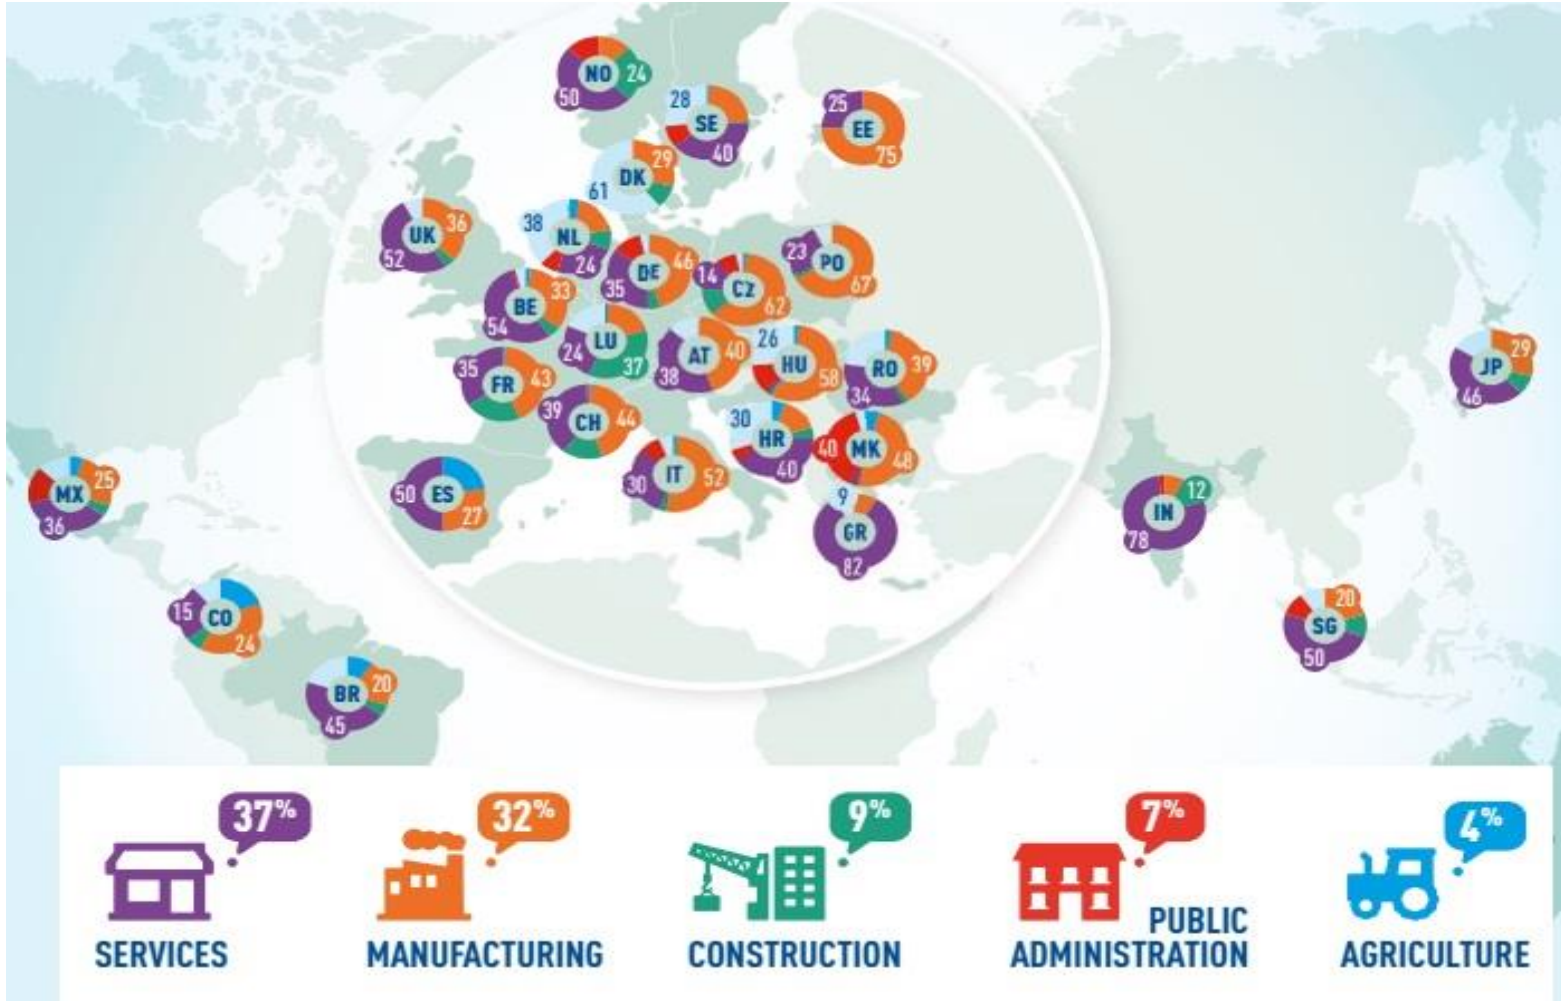 NO
24
50
28
SE
40
25
EE
75
29
DK
61
UK
36
52
38
NL
24
46
DE
35
14
CZ
62
23
PO
67
33
BE
54
LU
24
37
AT
40
38
26
HU
58
RO
39
34
35
FR
43
39
CH
44
30
HR
40
40
MK
48
IT
52
30
50
ES
27
9
GR
82
29
JP
46
25
MX
36
12
IN
78
15
CO
24
20
SG
50
20
BR
45
37%
32%
9%
7%
4%
SERVICES
MANUFACTURING
CONSTRUCTION
PUBLIC
ADMINISTRATION
AGRICULTURE